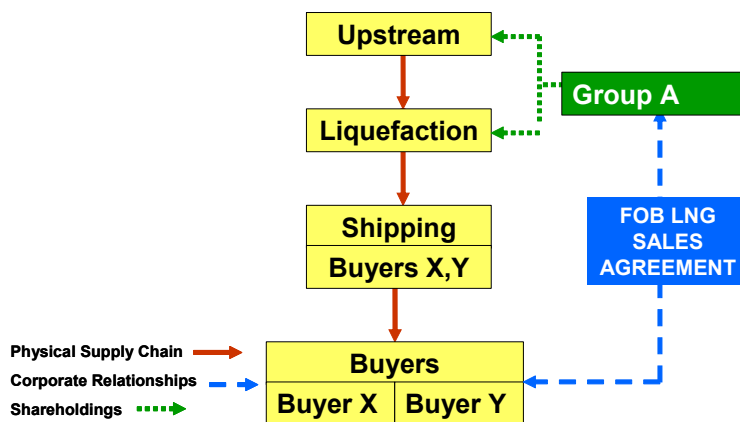 Upstream
Group A
Liquefaction
Shipping
Buyers X,Y
FOB LNG
SALES
AGREEMENT
Physical Supply Chain
Corporate Relationships
Shareholdings
Buyers
Buyer X
Buyer Y